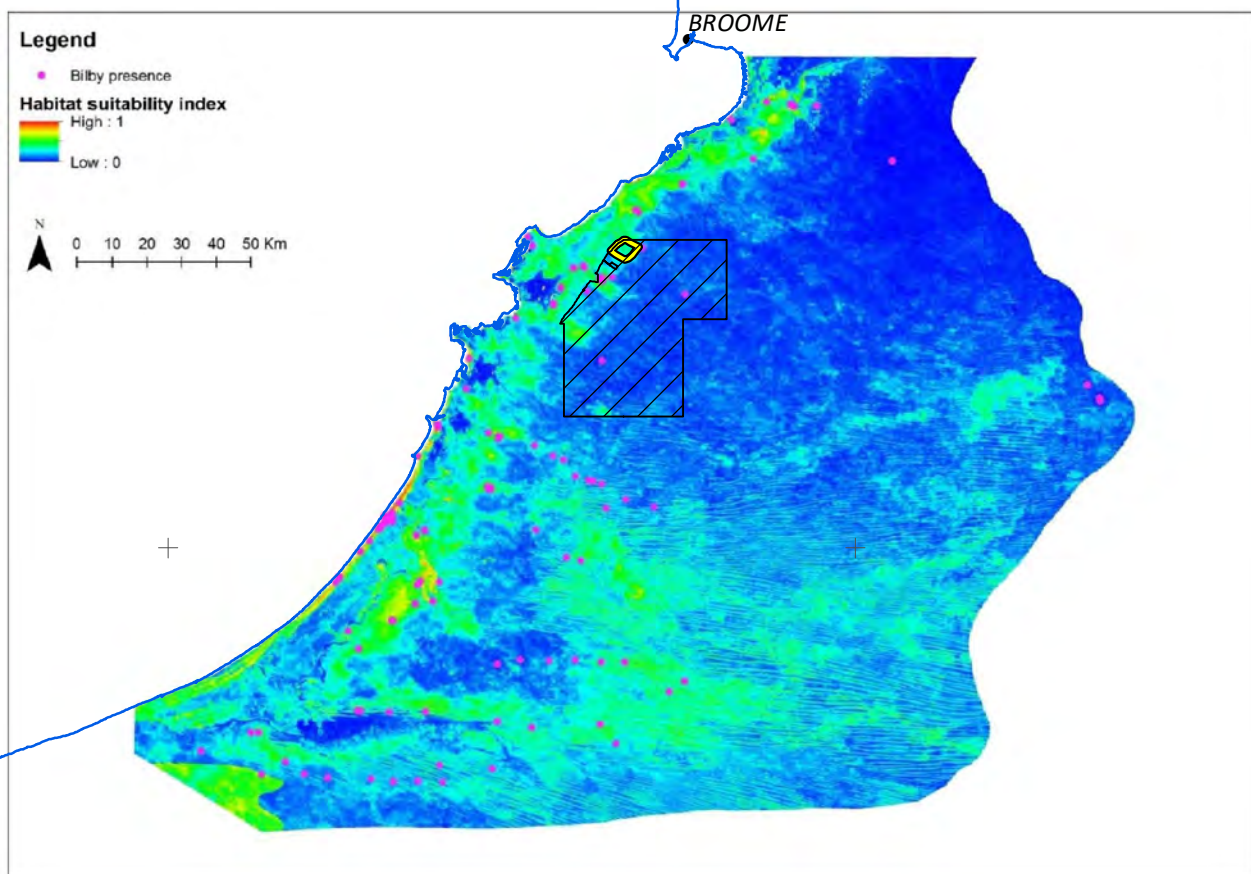 BROOME
Legend
Bilby presence
Habitat suitability index
High : 1
Low : 0
N
0 10 20 30 40 50 Km